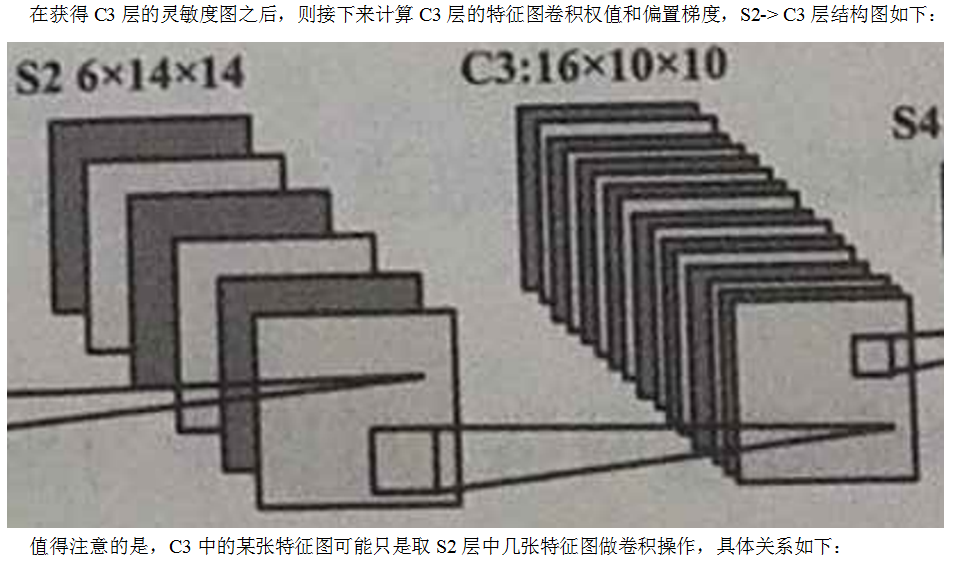 在获得 C3 层的灵敏度图之后，则接下来计算 C3 层的特征图卷积权值和偏置梯度，S2-> C3 层结构图如下：
S2 6×14×14
C3:16×10×10
S4
值得注意的是，C3 中的某张特征图可能只是取 S2 层中几张特征图做卷积操作，具体关系如下：